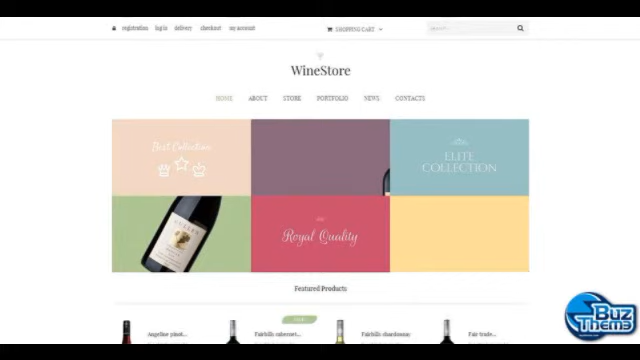 registration log in delivery checkout my account
SHOPPING CART
WineStore
HOME ABOUT STORE PORTFOLIO NEWS CONTACTS
Best Collection
ELITE
COLLECTION
Royal Quality
Featured Products
Angeline pinot...
Fairhills cabernet...
Fairhills chardonnay
Fair trade...
Buz
Them3